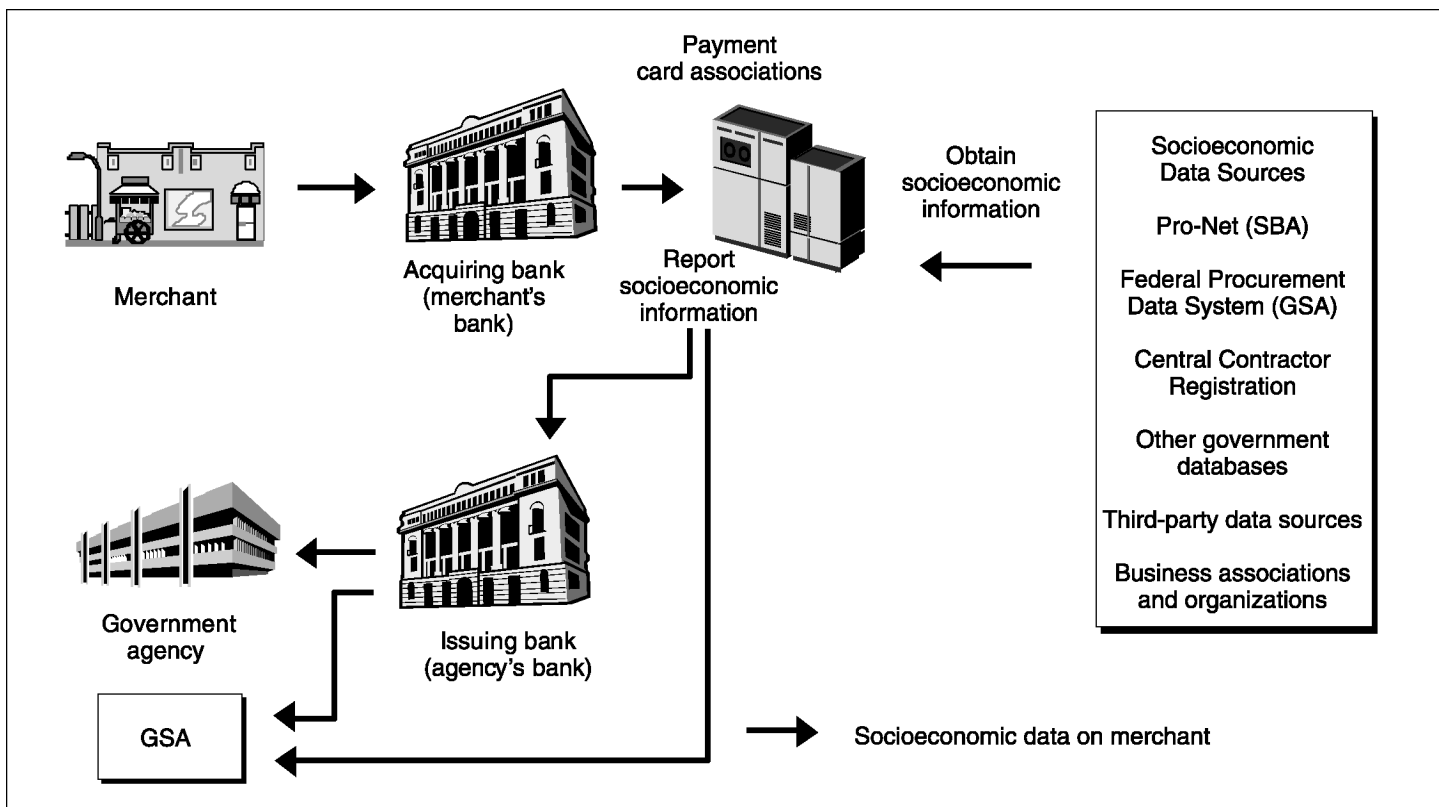 Payment
card associations
Merchant
Acquiring bank
(merchant's
bank)
Report
socioeconomic
information
Obtain
socioeconomic
information
Socioeconomic
Data Sources
Pro-Net (SBA)
Federal Procurement
Data System (GSA)
Central Contractor
Registration
Other government
databases
Third-party data sources
Business associations
and organizations
Government
agency
Issuing bank
(agency's bank)
GSA
Socioeconomic data on merchant